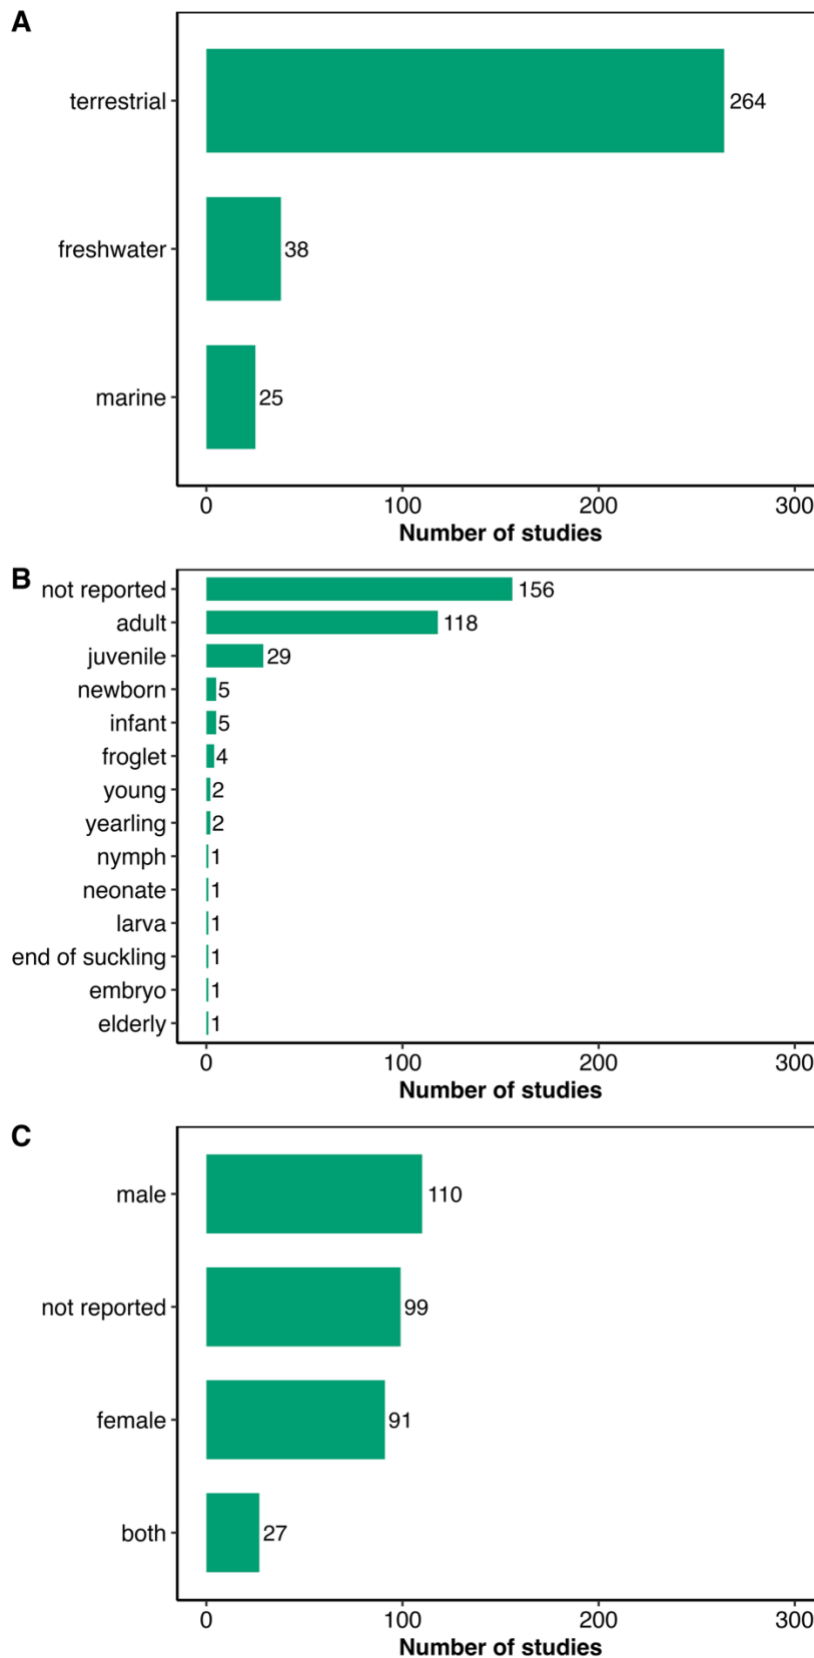 A
terrestrial 264
freshwater 38
marine 25
0 100 200 300
Number of studies
B
not reported 156
adult 118
juvenile 29
newborn 5
infant 5
froglet 4
young 2
yearling 2
nymph 1
neonate 1
larva 1
end of suckling 1
embryo 1
elderly 1
0 100 200 300
Number of studies
C
male 110
not reported 99
female 91
both 27
0 100 200 300
Number of studies